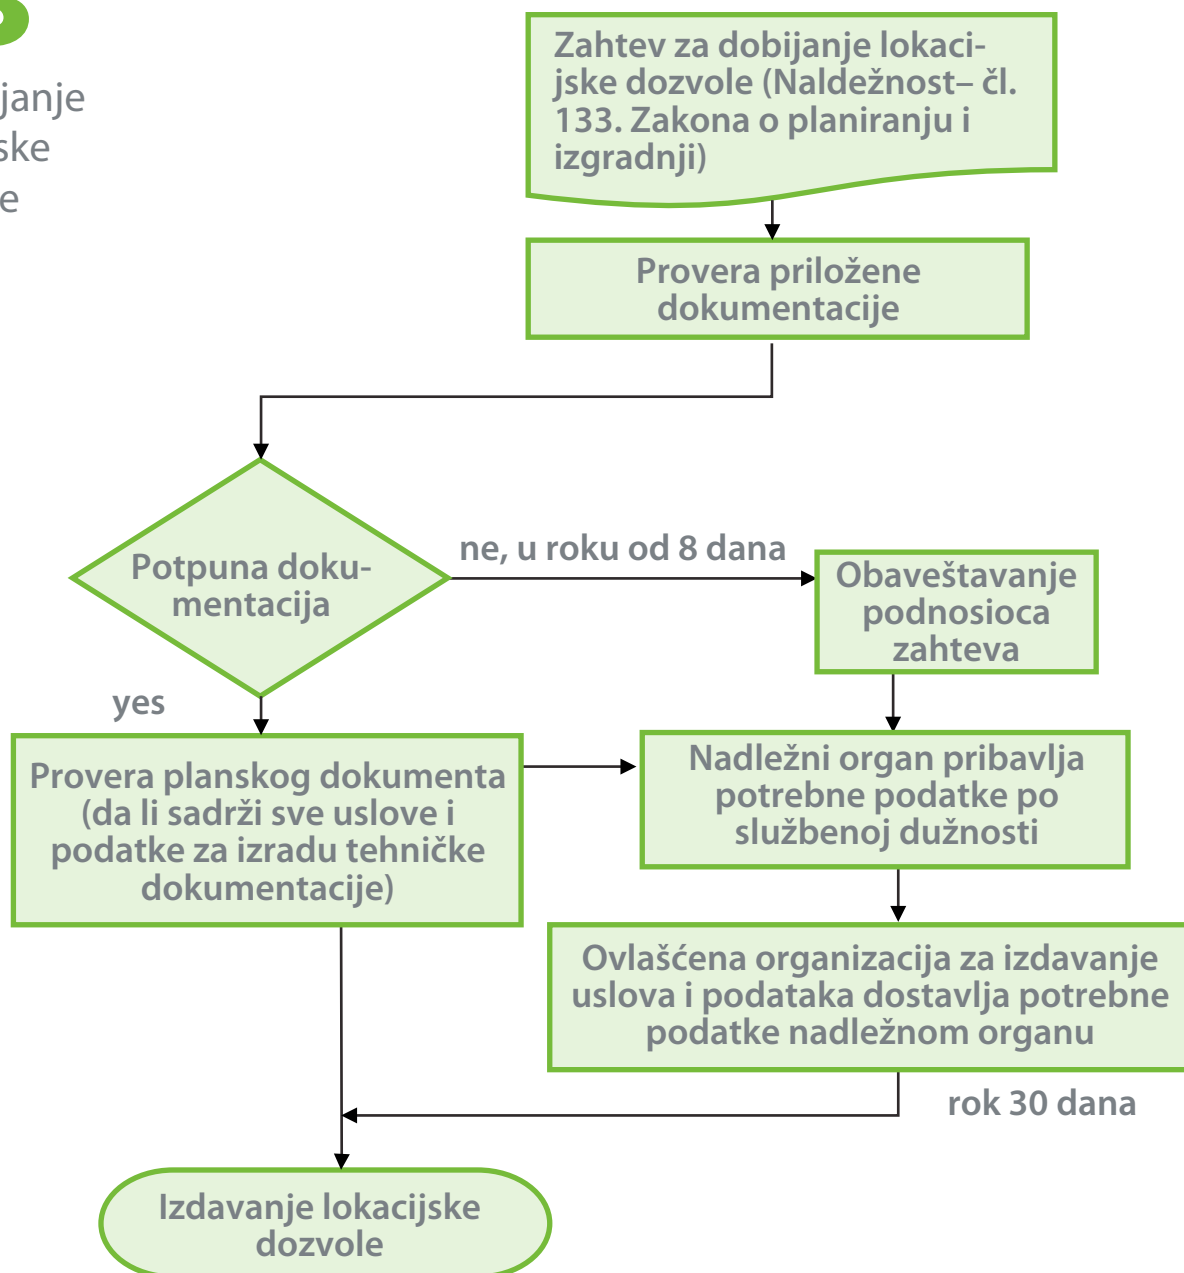 Zahtev za dobijanje lokaci-
jske dozvole (Naldežnost– čl.
133. Zakona o planiranju i
izgradnji)
Provera priložene
dokumentacije
Potpuna doku-
mentacija
ne, u roku od 8 dana
Obaveštavanje
podnosioca
zahteva
yes
Provera planskog dokumenta
(da li sadrži sve uslove i
podatke za izradu tehničke
dokumentacije)
Nadležni organ pribavlja
potrebne podatke po
službenoj dužnosti
Ovlašćena organizacija za izdavanje
uslova i podataka dostavlja potrebne
podatke nadležnom organu
rok 30 dana
Izdavanje lokacijske
dozvole